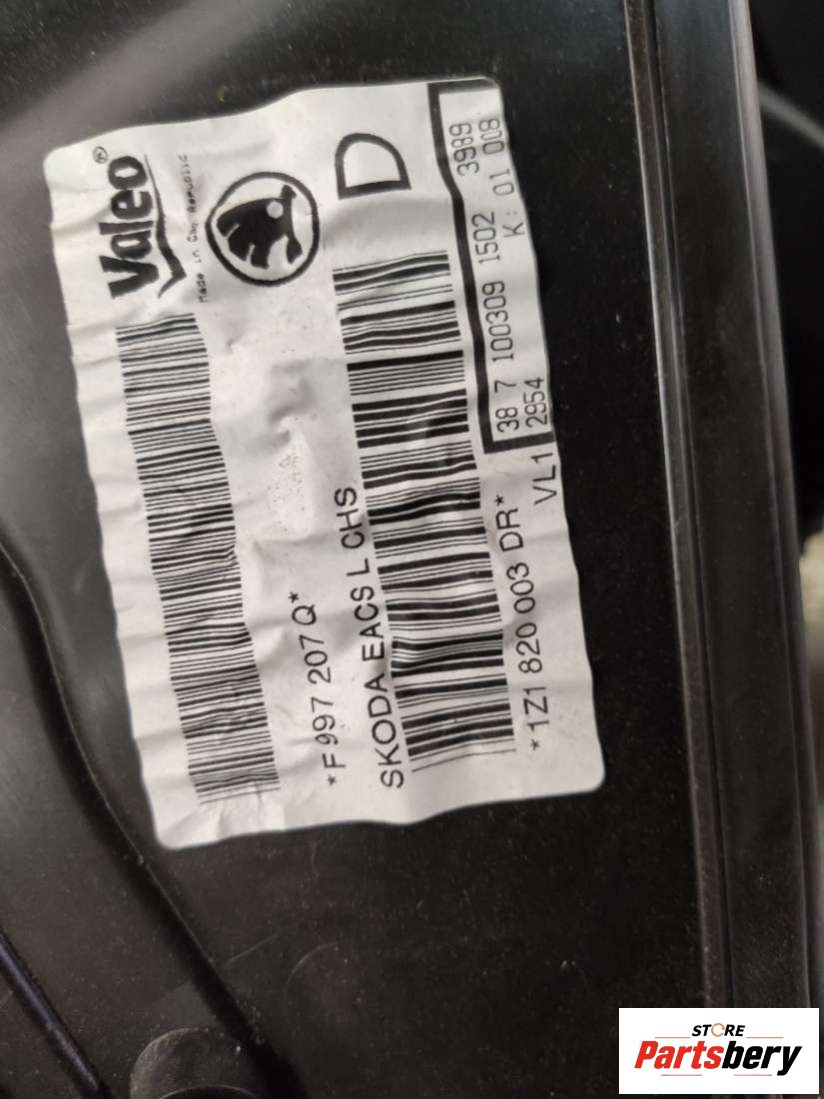 Valeo®
Made in Cze Republic
D
*F 997 207 Q*
SKODA EACS L CHS
38 7 100309 1502 3989
2954 K: 01 008
VL1
*1Z1 820 003 DR*
STORE
Partsbery